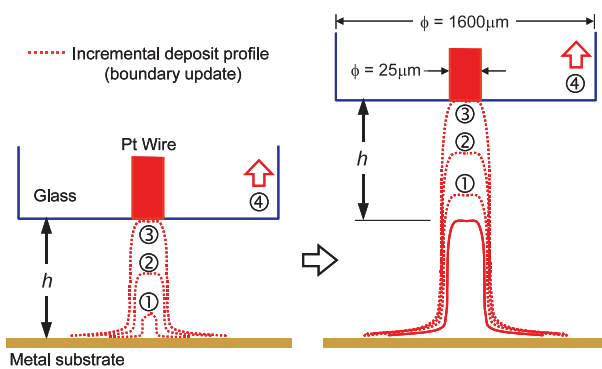 Incremental deposit profile
(boundary update)
Pt Wire
Glass
④
③
②
①
h
Metal substrate
ϕ = 1600μm
ϕ = 25μm
④
③
②
①
h